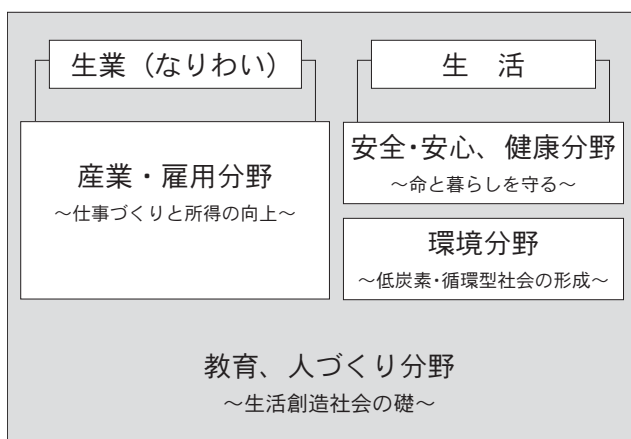 生業（なりわい）
産業・雇用分野
～仕事づくりと所得の向上～
生　活
安全・安心、健康分野
～命と暮らしを守る～
環境分野
～低炭素・循環型社会の形成～
教育、人づくり分野
～生活創造社会の礎～